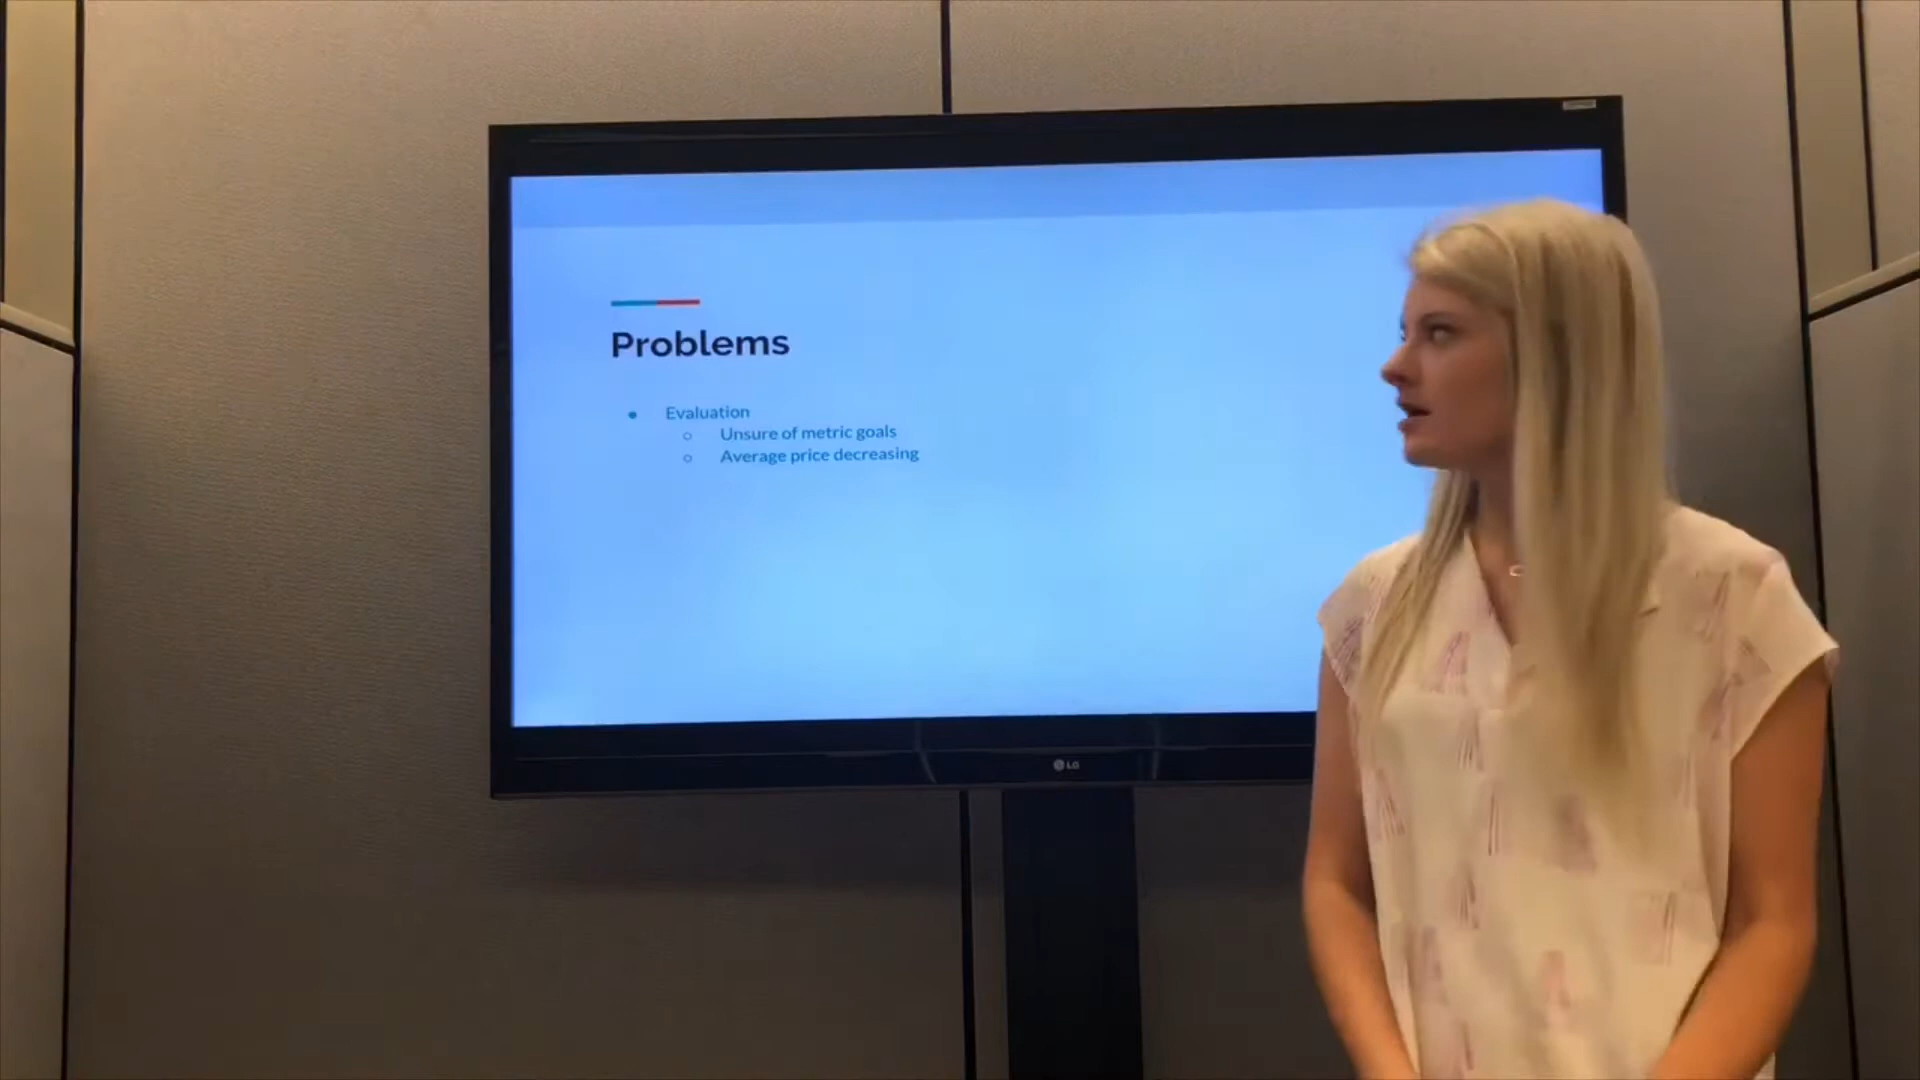 Problems
● Evaluation
○ Unsure of metric goals
○ Average price decreasing
LG